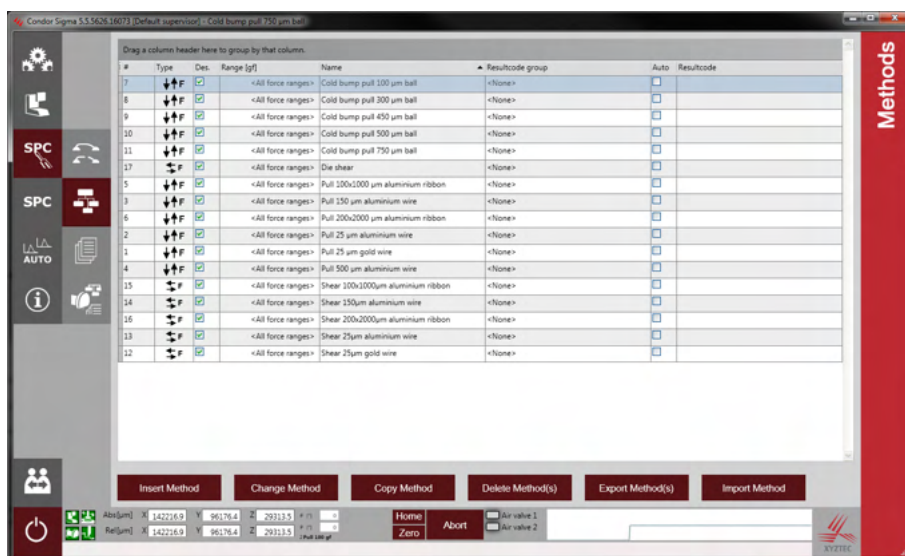 Condor Sigma 5.5.5626.16073 [Default supervisor] - Cold bump pull 750 µm ball
Methods
Drag a column header here to group by that column.
# Type Des. Range [gf] Name Resultcode group Auto Resultcode
7 F <All force ranges> Cold bump pull 100 µm ball <None>
8 F <All force ranges> Cold bump pull 300 µm ball <None>
9 F <All force ranges> Cold bump pull 450 µm ball <None>
10 F <All force ranges> Cold bump pull 500 µm ball <None>
11 F <All force ranges> Cold bump pull 750 µm ball <None>
17 F <All force ranges> Die shear <None>
5 F <All force ranges> Pull 100x1000 µm aluminium ribbon <None>
3 F <All force ranges> Pull 150 µm aluminium wire <None>
6 F <All force ranges> Pull 200x2000 µm aluminium ribbon <None>
2 F <All force ranges> Pull 25 µm aluminium wire <None>
1 F <All force ranges> Pull 25 µm gold wire <None>
4 F <All force ranges> Pull 500 µm aluminium wire <None>
15 F <All force ranges> Shear 100x1000µm aluminium ribbon <None>
14 F <All force ranges> Shear 150µm aluminium wire <None>
16 F <All force ranges> Shear 200x2000µm aluminium ribbon <None>
13 F <All force ranges> Shear 25µm aluminium wire <None>
12 F <All force ranges> Shear 25µm gold wire <None>
SPC
SPC
AUTO
Insert Method Change Method Copy Method Delete Method(s) Export Method(s) Import Method
Abs[µm] X 142216.9 Y 96176.4 Z 29313.5 0 Home Abort Air valve 1
Rel[µm] X 142216.9 Y 96176.4 Z 29313.5 Pull 100 gf Zero Air valve 2
XYZTEC